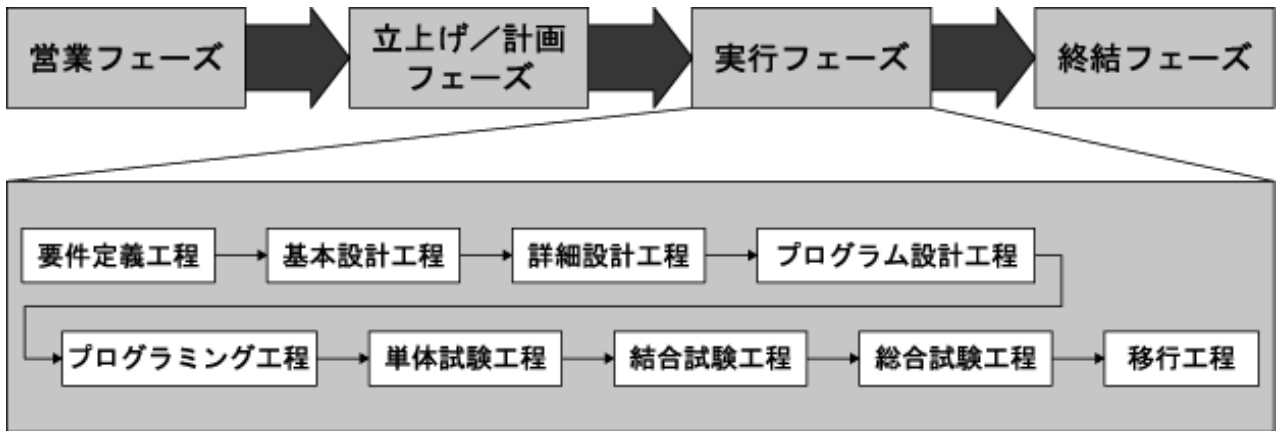 営業フェーズ
立上げ／計画
フェーズ
実行フェーズ
終結フェーズ
要件定義工程
基本設計工程
詳細設計工程
プログラム設計工程
プログラミング工程
単体試験工程
結合試験工程
総合試験工程
移行工程